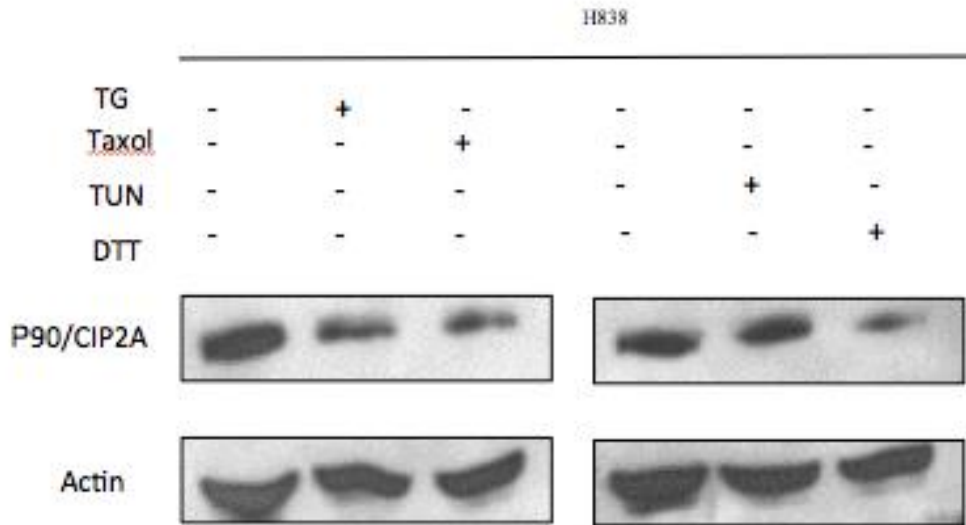 H838
TG - + - - - -
Taxol - - + - - -
TUN - - - - + -
DTT - - - - - +
P90/CIP2A
Actin